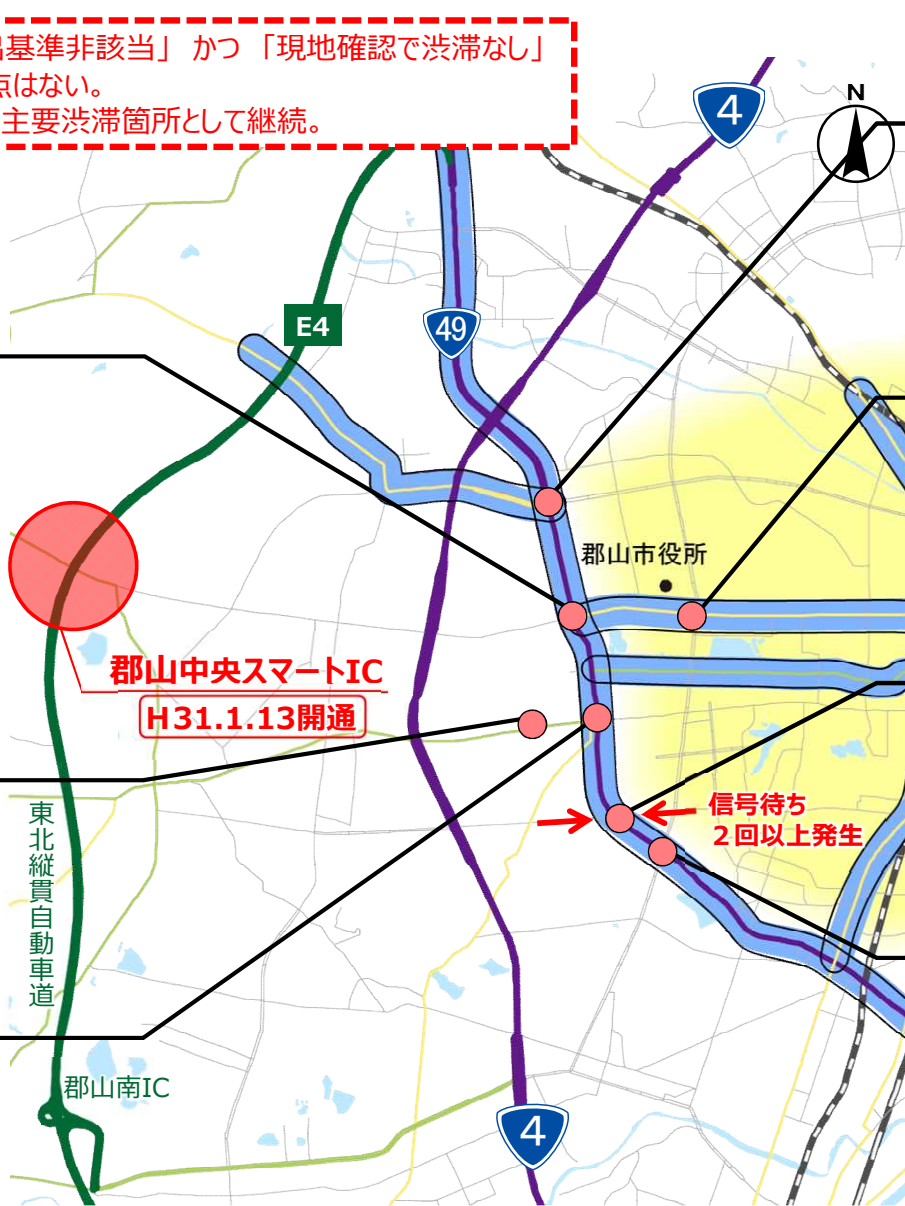 出基準非該当」 かつ 「現地確認で渋滞なし」
点はない。
主要渋滞箇所として継続。
4
N
E4
49
郡山市役所
郡山中央スマートIC
H31.1.13開通
信号待ち
2回以上発生
東北縦貫自動車道
郡山南IC
4